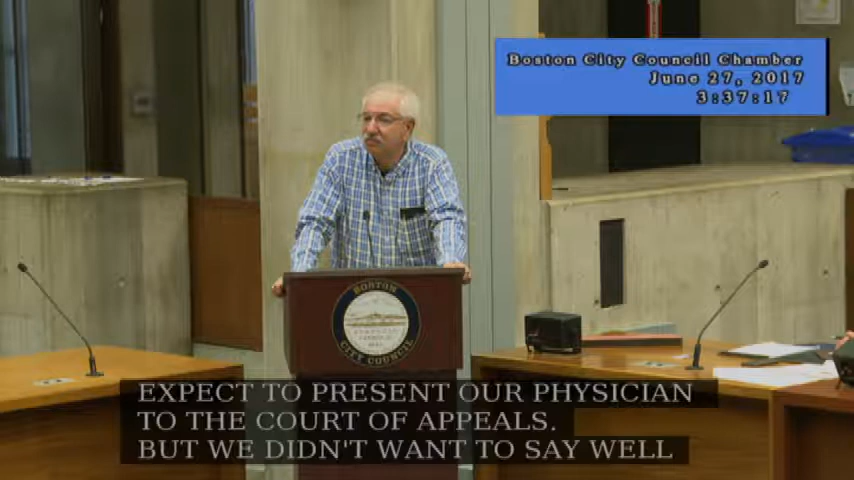 Boston City Council Chamber
June 27, 2017
3:37:17
BOSTON
CITY COUNCIL
EXPECT TO PRESENT OUR PHYSICIAN
TO THE COURT OF APPEALS.
BUT WE DIDN'T WANT TO SAY WELL